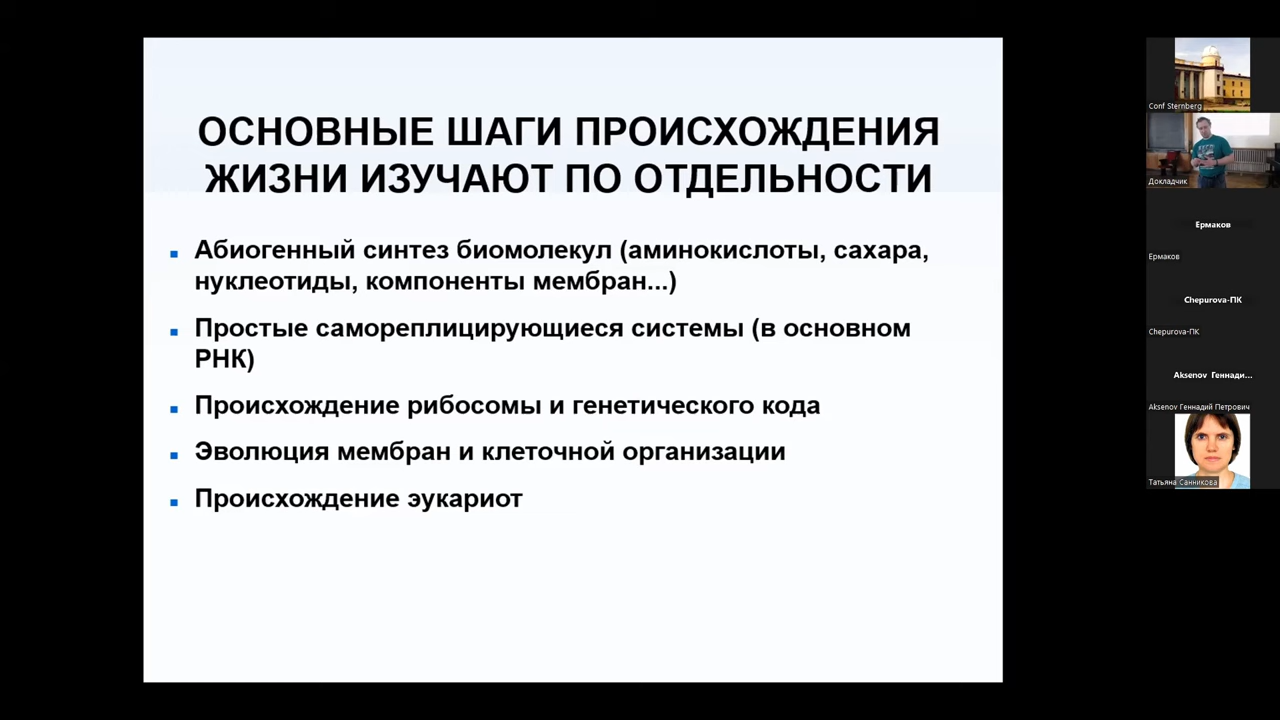 ОСНОВНЫЕ ШАГИ ПРОИСХОЖДЕНИЯ
ЖИЗНИ ИЗУЧАЮТ ПО ОТДЕЛЬНОСТИ
Абиогенный синтез биомолекул (аминокислоты, сахара,
нуклеотиды, компоненты мембран...)
Простые самореплицирующиеся системы (в основном
РНК)
Происхождение рибосомы и генетического кода
Эволюция мембран и клеточной организации
Происхождение эукариот
Conf Sternberg
Докладчик
Ермаков
Ермаков
Chepurova-ПК
Chepurova-ПК
Aksenov Геннади...
Aksenov Геннадий Петрович
Татьяна Санникова